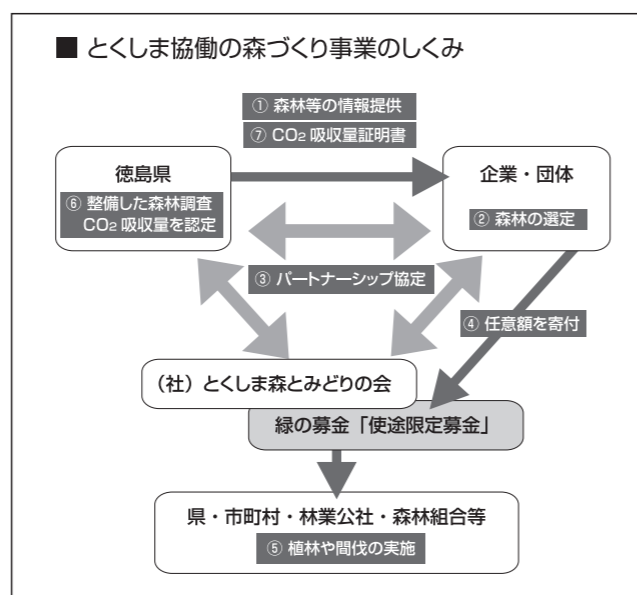 ■ とくしま協働の森づくり事業のしくみ
① 森林等の情報提供
⑦ CO₂ 吸収量証明書
徳島県
⑥ 整備した森林調査
CO₂ 吸収量を認定
企業・団体
② 森林の選定
③ パートナーシップ協定
④ 任意額を寄付
（社）とくしま森とみどりの会
緑の募金「使途限定募金」
県・市町村・林業公社・森林組合等
⑤ 植林や間伐の実施